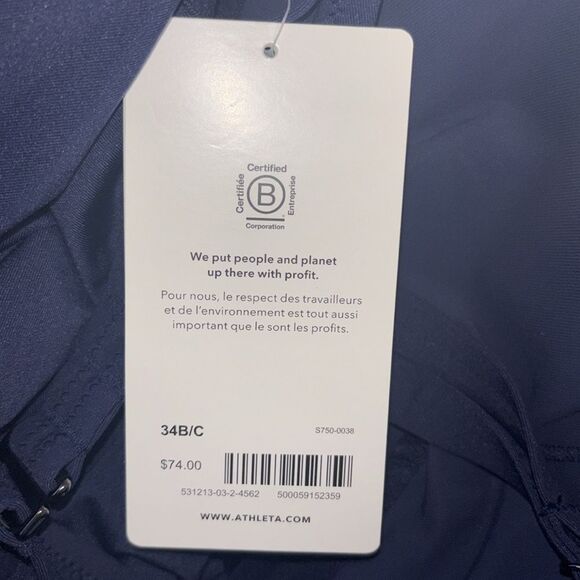 Certified
Certifiée
B
Entreprise
Corporation
We put people and planet
up there with profit.
Pour nous, le respect des travailleurs
et de l'environnement est tout aussi
important que le sont les profits.
34B/C
S750-0038
$74.00
531213-03-2-4562 500059152359
WWW.ATHLETA.COM